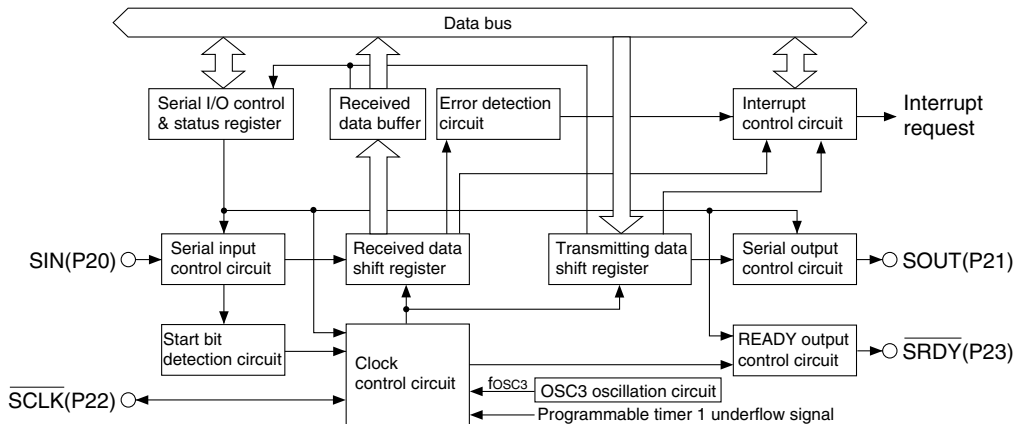 Data bus
Serial I/O control
& status register
Received
data buffer
Error detection
circuit
Interrupt
control circuit
Interrupt
request
SIN(P20)
Serial input
control circuit
Received data
shift register
Transmitting data
shift register
Serial output
control circuit
SOUT(P21)
Start bit
detection circuit
Clock
control circuit
READY output
control circuit
SRDY(P23)
SCLK(P22)
fOSC3
OSC3 oscillation circuit
Programmable timer 1 underflow signal